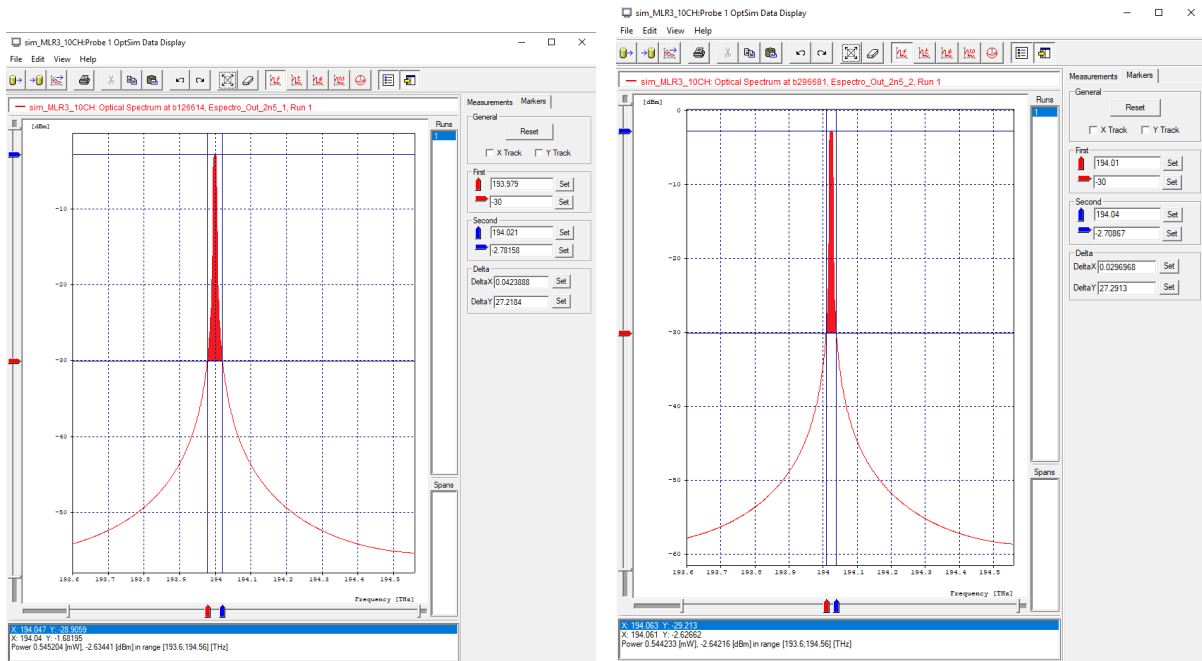 sim_MLR3_10CH:Probe 1 OptSim Data Display
File Edit View Help
sim_MLR3_10CH: Optical Spectrum at b126614, Espectro_Out_2n5_1, Run 1
[dBm]
-10
-20
-30
-40
-50
193.6 193.7 193.8 193.9 194 194.1 194.2 194.3 194.4 194.5
Frequency [THz]
Runs
1
Spans
Measurements Markers
General
Reset
X Track Y Track
First
193.979 Set
-30 Set
Second
194.021 Set
-2.78158 Set
Delta
DeltaX 0.0423888 Set
DeltaY 27.2184 Set
X: 194.047 Y: -28.9059
X: 194.04 Y: -1.68195
Power 0.545204 [mW], -2.63441 [dBm] in range [193.6;194.56] [THz]
sim_MLR3_10CH:Probe 1 OptSim Data Display
File Edit View Help
sim_MLR3_10CH: Optical Spectrum at b296681, Espectro_Out_2n5_2, Run 1
[dBm]
0
-10
-20
-30
-40
-50
-60
193.6 193.7 193.8 193.9 194 194.1 194.2 194.3 194.4 194.5
Frequency [THz]
Runs
1
Spans
Measurements Markers
General
Reset
X Track Y Track
First
194.01 Set
-30 Set
Second
194.04 Set
-2.70867 Set
Delta
DeltaX 0.0296968 Set
DeltaY 27.2913 Set
X: 194.063 Y: -29.213
X: 194.061 Y: -2.62662
Power 0.544233 [mW], -2.64216 [dBm] in range [193.6;194.56] [THz]